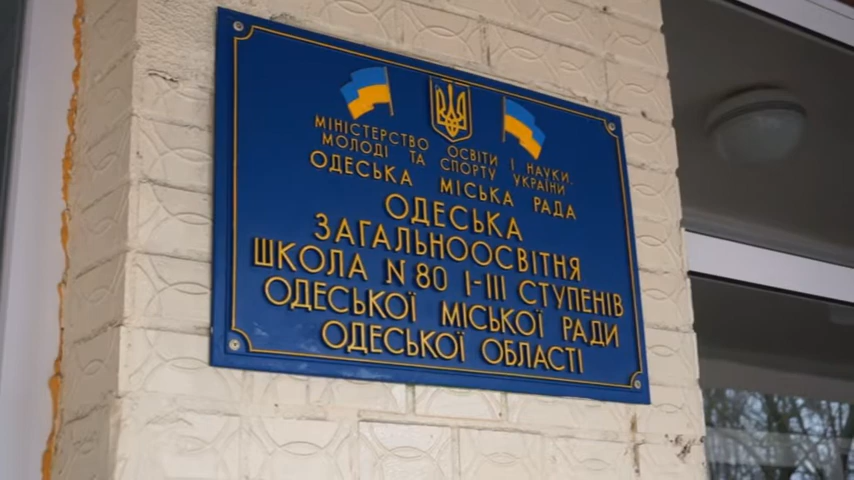 МІНІСТЕРСТВО ОСВІТИ І НАУКИ,
МОЛОДІ ТА СПОРТУ УКРАЇНИ
ОДЕСЬКА МІСЬКА РАДА
ОДЕСЬКА
ЗАГАЛЬНООСВІТНЯ
ШКОЛА N 80 І-ІІІ СТУПЕНІВ
ОДЕСЬКОЇ МІСЬКОЇ РАДИ
ОДЕСЬКОЇ ОБЛАСТІ